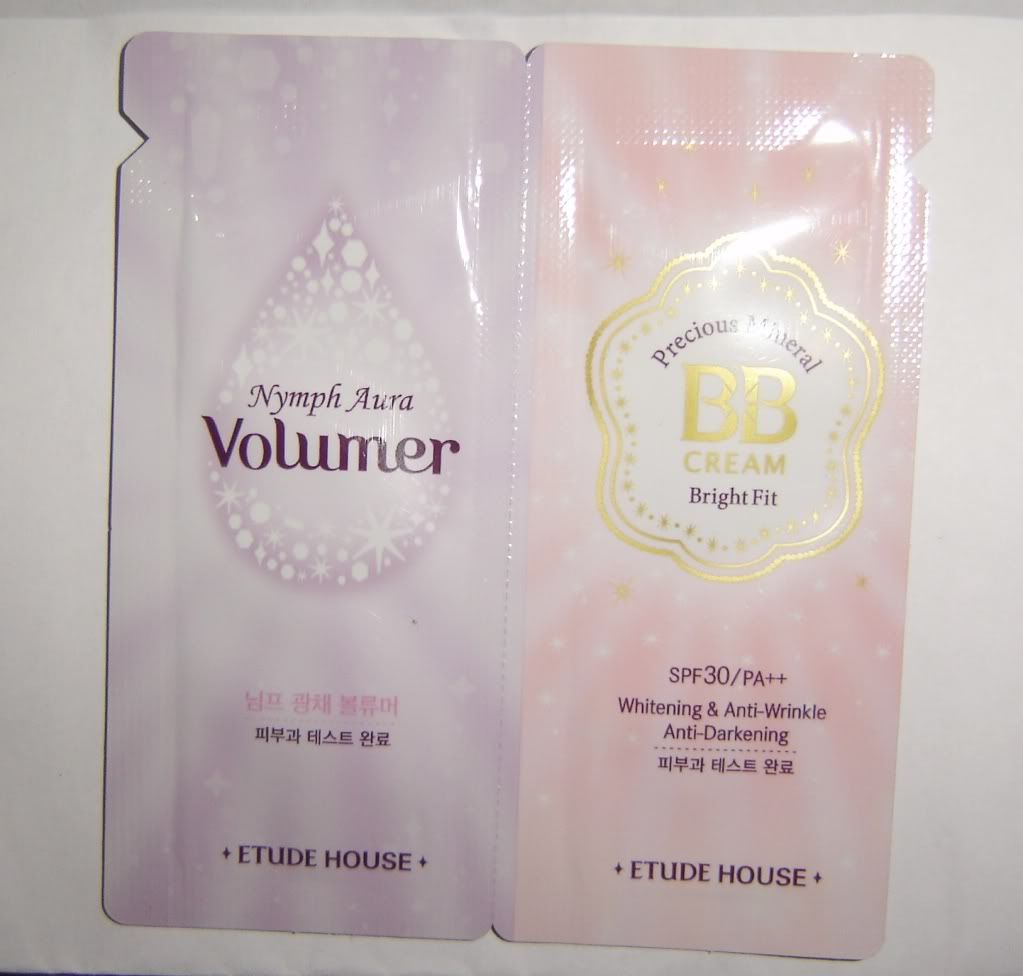 Nymph Aura
Volumer
님프 광채 볼류머
피부과 테스트 완료
ETUDE HOUSE
Precious Mineral
BB
CREAM
Bright Fit
SPF30/PA++
Whitening & Anti-Wrinkle
Anti-Darkening
피부과 테스트 완료
ETUDE HOUSE